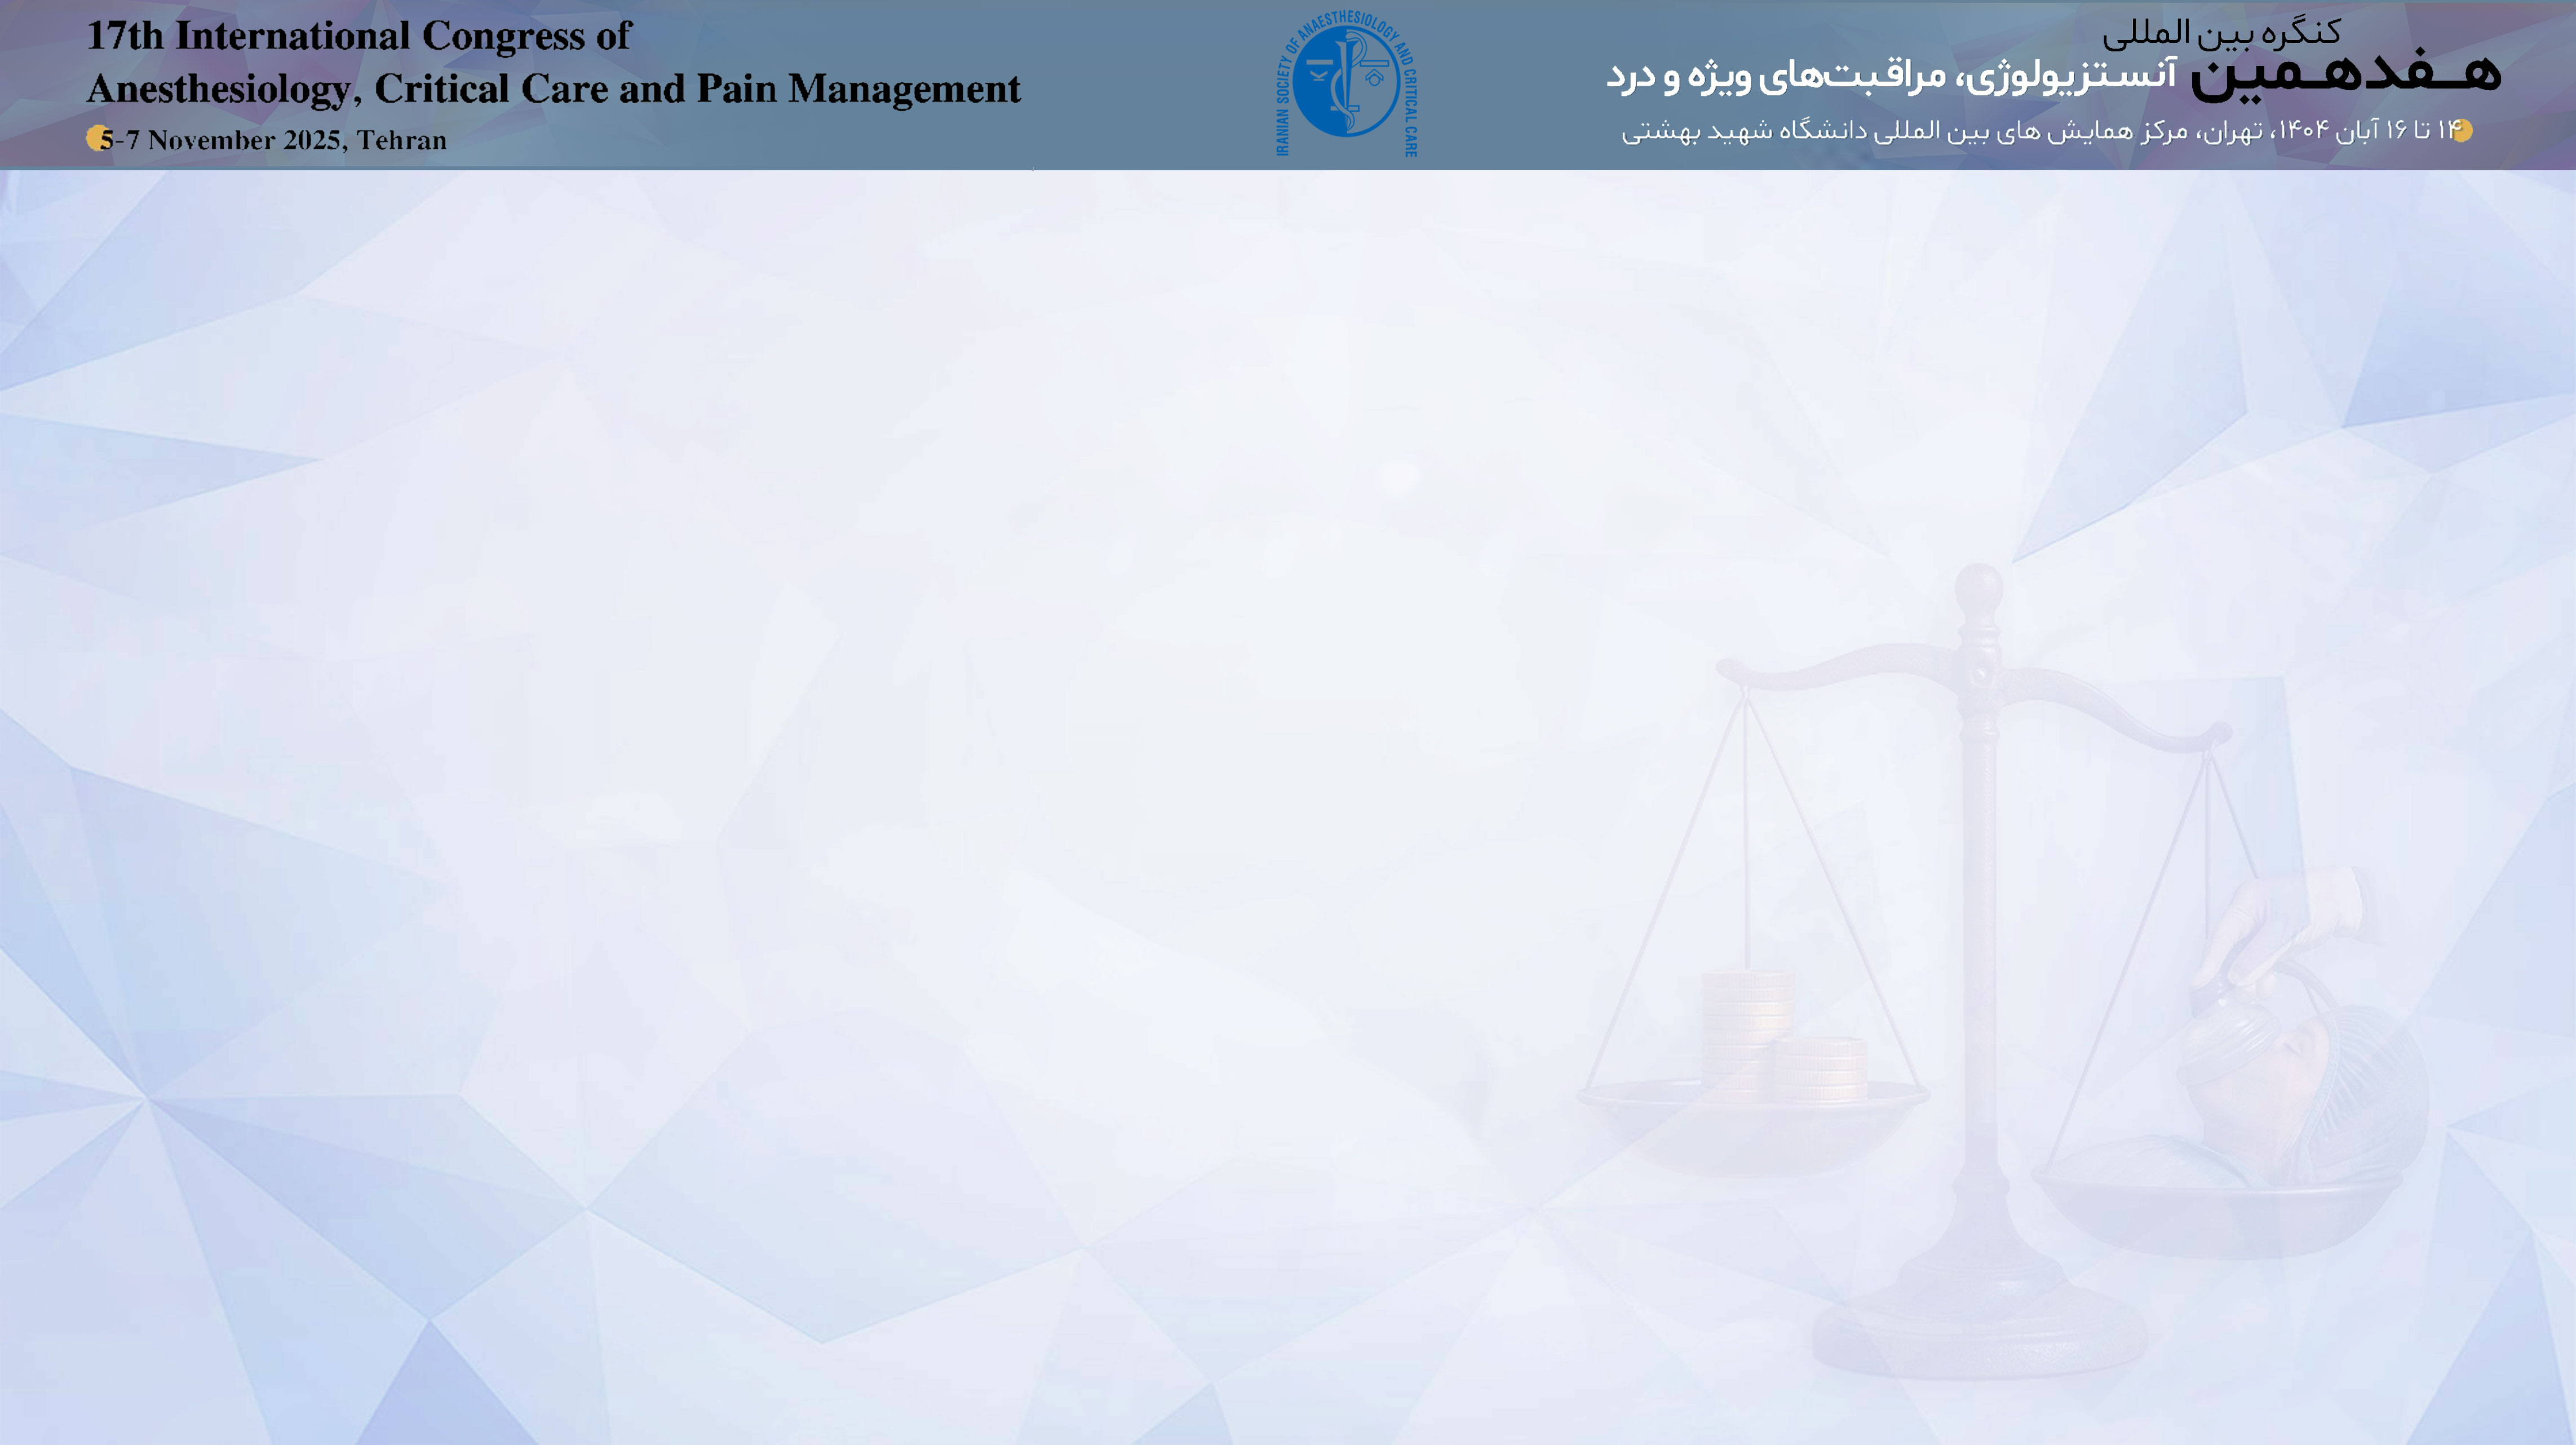 17th International Congress of
Anesthesiology, Critical Care and Pain Management
5-7 November 2025, Tehran
IRANIAN SOCIETY OF ANAESTHESIOLOGY AND CRITICAL CARE
کنگره بین المللی
هـفدهـمین آنستزیولوژی، مراقبت‌های ویژه و درد
۱۴ تا ۱۶ آبان ۱۴۰۴، تهران، مرکز همایش های بین المللی دانشگاه شهید بهشتی